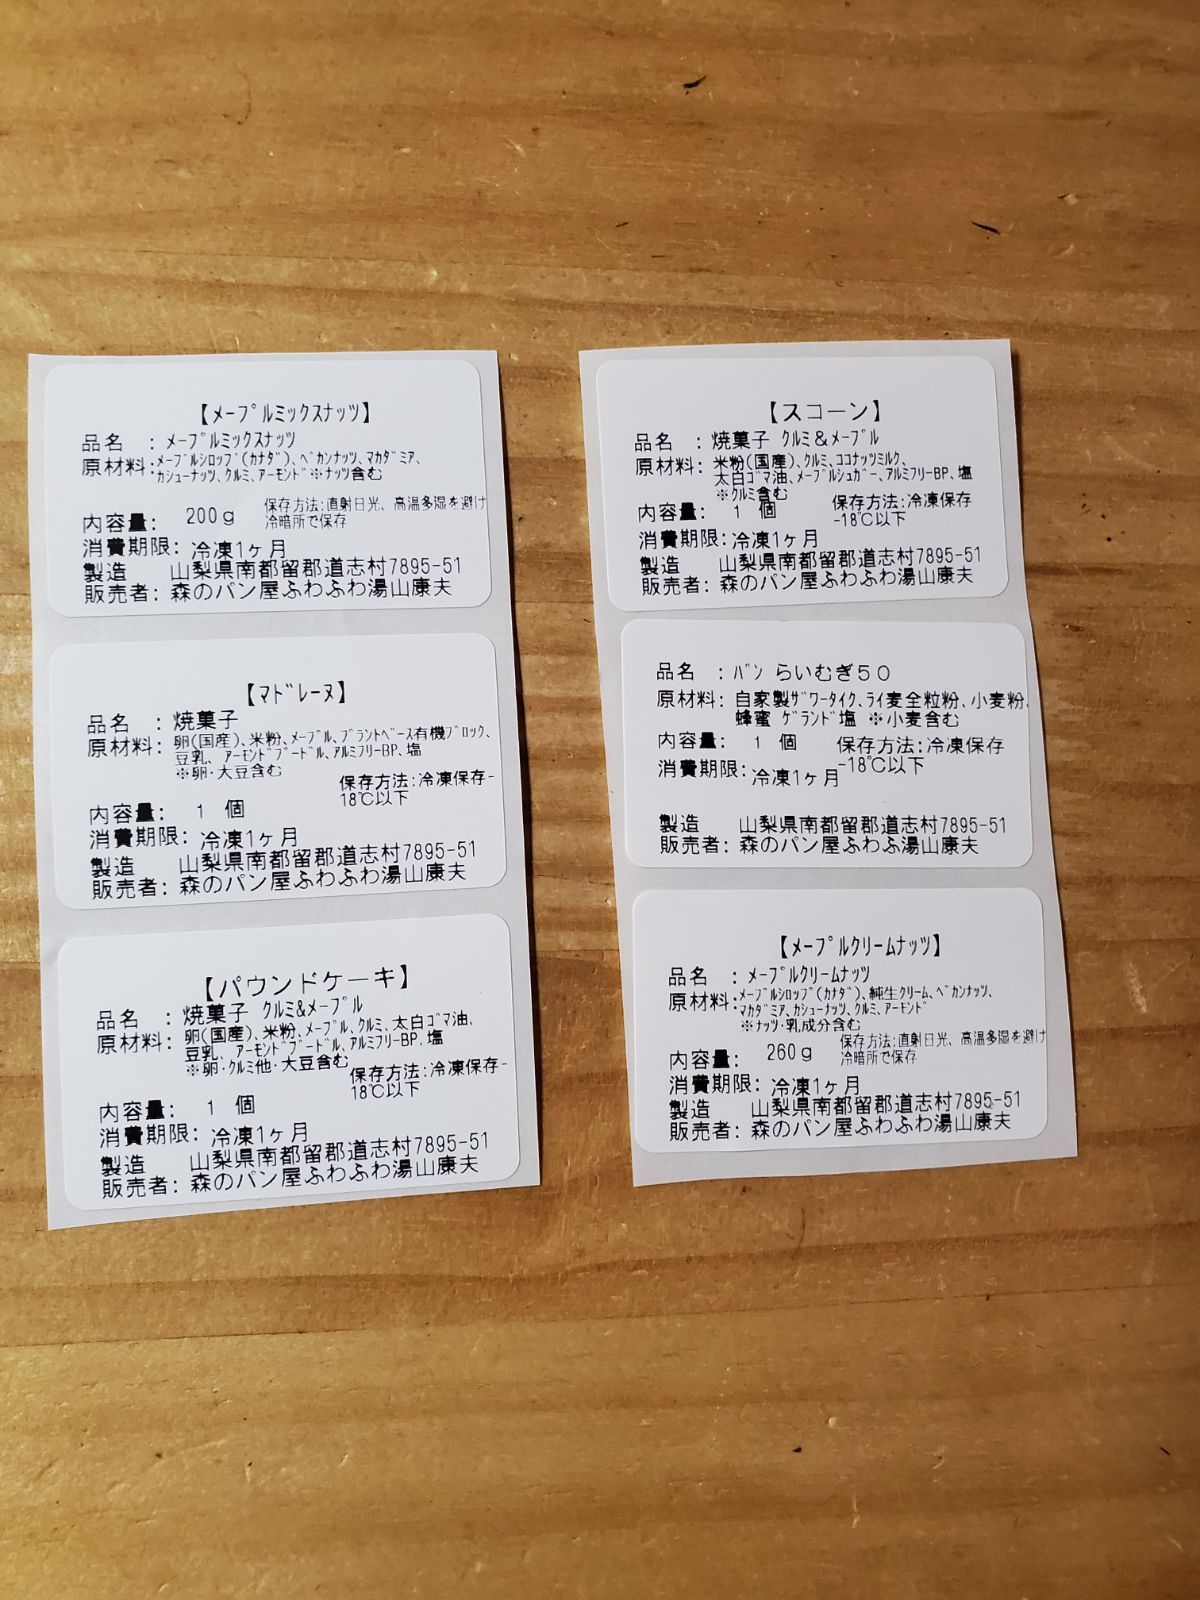 【メープルミックスナッツ】
品名 : メープルミックスナッツ
原材料:メープルシロップ(カナダ)、ペカンナッツ、マカダミア、
カシューナッツ、クルミ、アーモンド※ナッツ含む
保存方法:直射日光、高温多湿を避け
冷暗所で保存
内容量: 200g
消費期限: 冷凍1ヶ月
製造 山梨県南都留郡道志村7895-51
販売者: 森のパン屋ふわふわ湯山康夫
【マドレーヌ】
品名 : 焼菓子
原材料: 卵(国産)、米粉、メープル、プラントベース有機ブロック、
豆乳、アーモンドプードル、アルミフリーBP、塩
※卵・大豆含む
保存方法:冷凍保存-
18℃以下
内容量: 1 個
消費期限: 冷凍1ヶ月
製造 山梨県南都留郡道志村7895-51
販売者: 森のパン屋ふわふわ湯山康夫
【パウンドケーキ】
品名 : 焼菓子 クルミ&メープル
原材料: 卵(国産)、米粉、メープル、クルミ、太白ゴマ油、
豆乳、アーモンドプードル、アルミフリーBP、塩
※卵・クルミ他・大豆含む
保存方法:冷凍保存-
18℃以下
内容量: 1 個
消費期限: 冷凍1ヶ月
製造 山梨県南都留郡道志村7895-51
販売者: 森のパン屋ふわふわ湯山康夫
【スコーン】
品名 : 焼菓子 クルミ&メープル
原材料: 米粉(国産)、クルミ、ココナッツミルク、
太白ゴマ油、メープルシュガー、アルミフリーBP、塩
※クルミ含む
内容量: 1 個 保存方法:冷凍保存
-18℃以下
消費期限: 冷凍1ヶ月
製造 山梨県南都留郡道志村7895-51
販売者: 森のパン屋ふわふわ湯山康夫
品名 : パン らいむぎ50
原材料: 自家製サワータイク、ライ麦全粒粉、小麦粉、
蜂蜜 ゲランド塩 ※小麦含む
内容量: 1 個 保存方法:冷凍保存
-18℃以下
消費期限: 冷凍1ヶ月
製造 山梨県南都留郡道志村7895-51
販売者: 森のパン屋ふわふ湯山康夫
【メープルクリームナッツ】
品名 : メープルクリームナッツ
原材料:メープルシロップ(カナダ)、純生クリーム、ペカンナッツ、
マカダミア、カシューナッツ、クルミ、アーモンド
※ナッツ・乳成分含む
保存方法:直射日光、高温多湿を避け
冷暗所で保存
内容量: 260g
消費期限: 冷凍1ヶ月
製造 山梨県南都留郡道志村7895-51
販売者: 森のパン屋ふわふわ湯山康夫